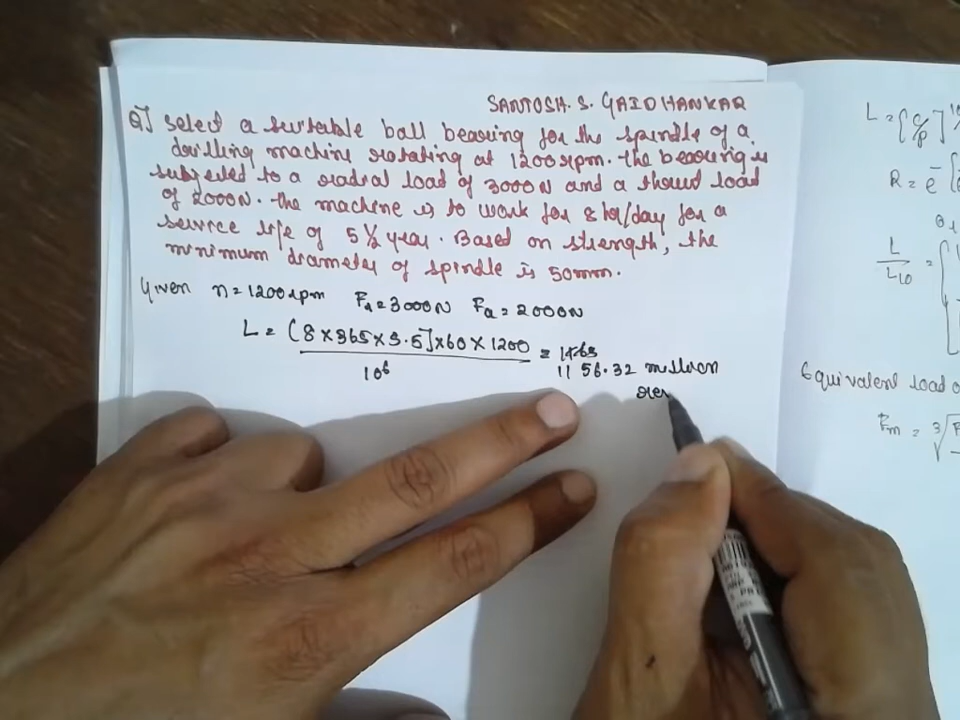 SANTOSH. S. GAIDHANKAR
Q] Select a suitable ball bearing for the spindle of a
drilling machine rotating at 1200 rpm. the bearing is
subjected to a radial load of 3000N and a thrust load
of 2000N. the machine is to work for 8 hr/day for a
service life of 5½ year. Based on strength, the
minimum diameter of spindle is 50mm.
Given n = 1200 rpm Fr = 3000N Fa = 2000N
L = (8 × 365 × 5.5] × 60 × 1200 =
10⁶
1156.32 million
rev
L = {C/P}
R = e
L/L10 = {
Equivalent load
Fm = ∛